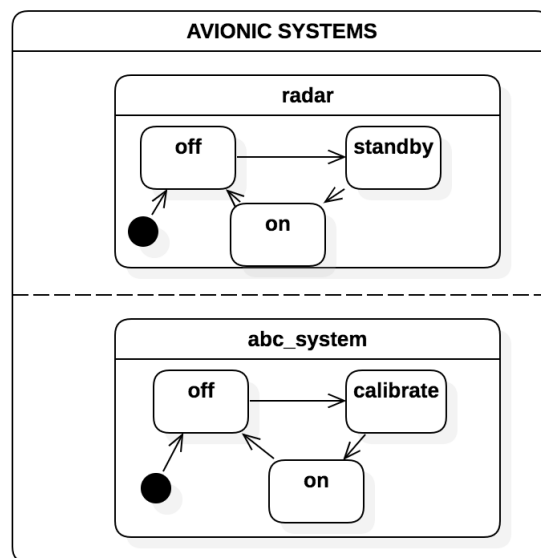 AVIONIC SYSTEMS
radar
off
standby
on
abc_system
off
calibrate
on